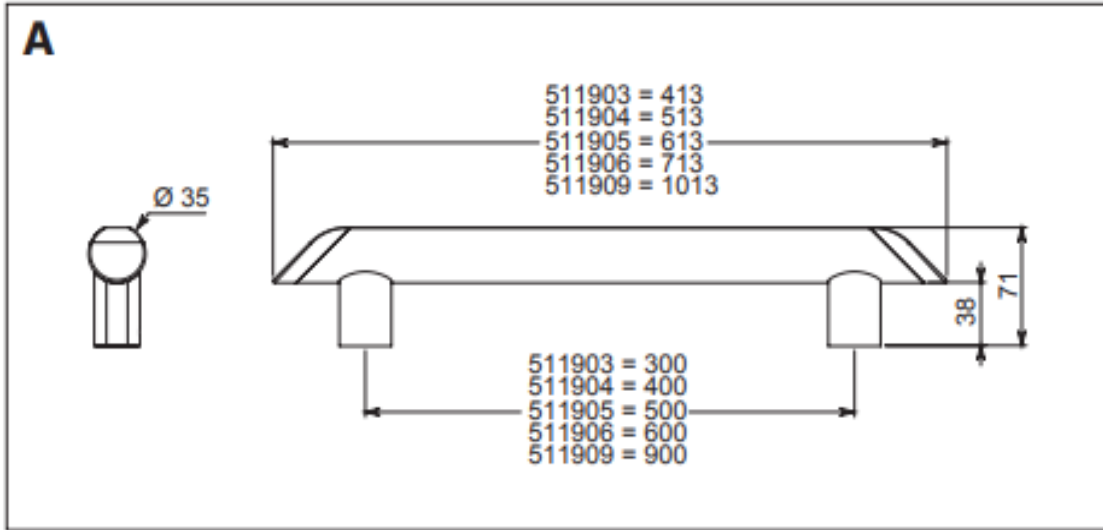 A
511903 = 413
511904 = 513
511905 = 613
511906 = 713
511909 = 1013
Ø 35
38
71
511903 = 300
511904 = 400
511905 = 500
511906 = 600
511909 = 900